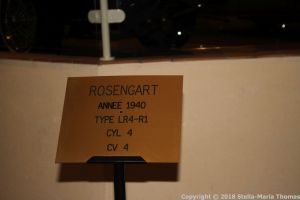 ROSENGART
ANNEE 1940
TYPE LR4-R1
CYL 4
CV 4
Copyright © 2018 Stella-Maria Thomas